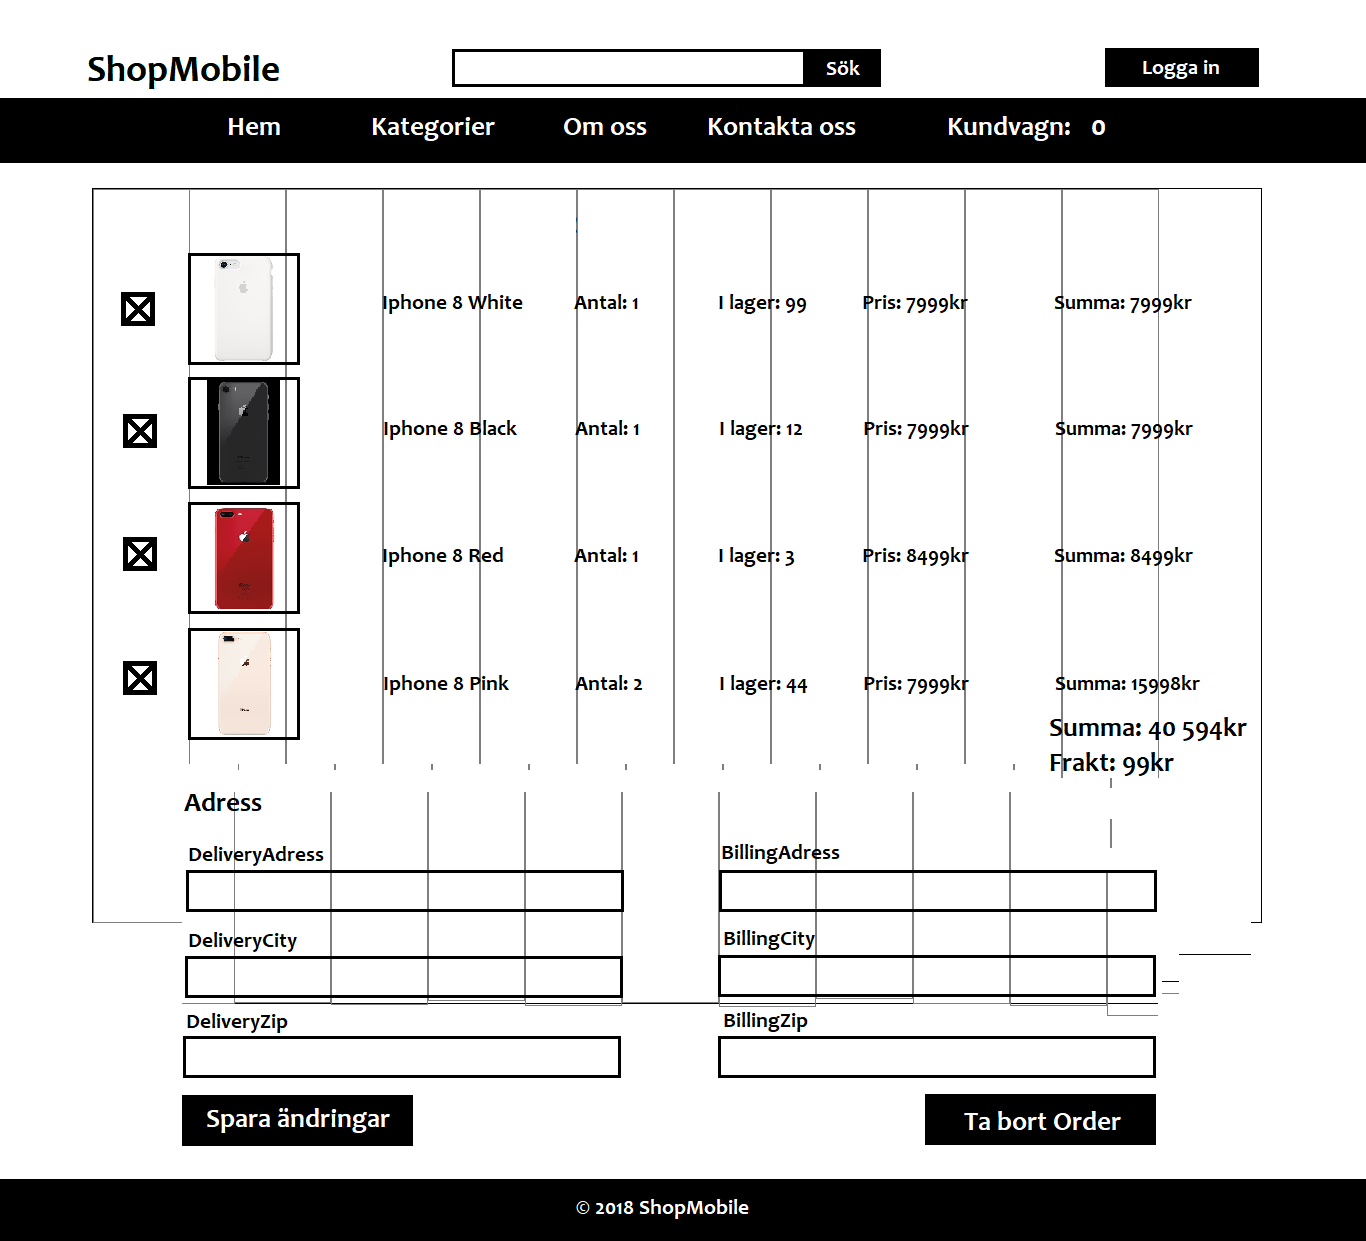 ShopMobile
Sök
Logga in
Hem Kategorier Om oss Kontakta oss Kundvagn: 0
Iphone 8 White Antal: 1 I lager: 99 Pris: 7999kr Summa: 7999kr
Iphone 8 Black Antal: 1 I lager: 12 Pris: 7999kr Summa: 7999kr
Iphone 8 Red Antal: 1 I lager: 3 Pris: 8499kr Summa: 8499kr
Iphone 8 Pink Antal: 2 I lager: 44 Pris: 7999kr Summa: 15998kr
Summa: 40 594kr
Frakt: 99kr
Adress
DeliveryAdress BillingAdress
DeliveryCity BillingCity
DeliveryZip BillingZip
Spara ändringar Ta bort Order
© 2018 ShopMobile